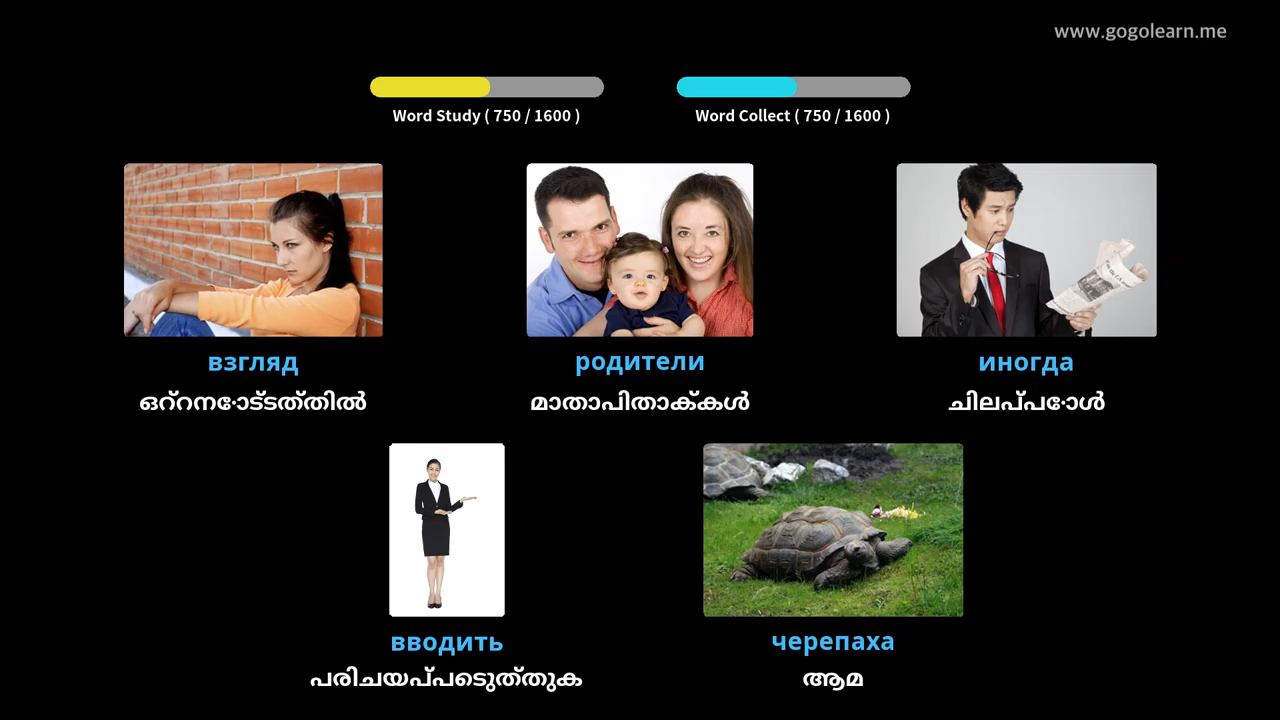 www.gogolearn.me
Word Study ( 750 / 1600 )
Word Collect ( 750 / 1600 )
взгляд
родители
иногда
ഒറ്റനോട്ടത്തിൽ
മാതാപിതാക്കൾ
ചിലപ്പോൾ
вводить
черепаха
പരിചയപ്പെടുത്തുക
ആമ